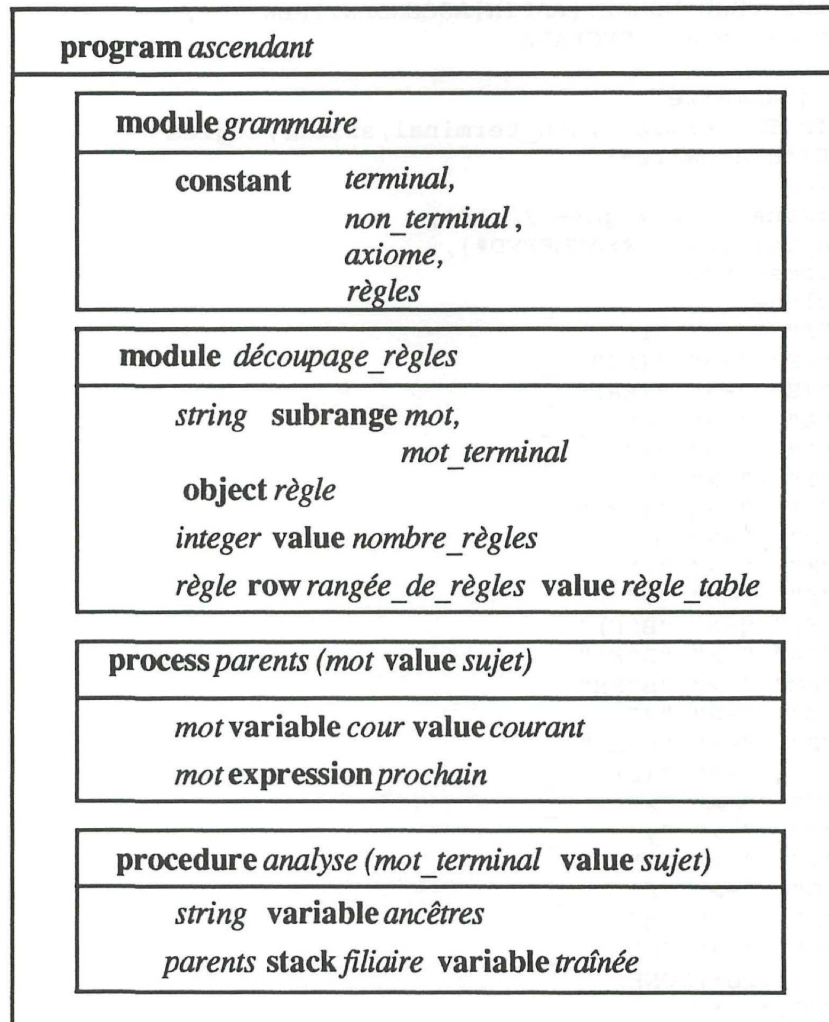 program ascendant
module grammaire
constant terminal,
non_terminal ,
axiome,
règles
module découpage_règles
string subrange mot,
mot_terminal
object règle
integer value nombre_règles
règle row rangée_de_règles value règle_table
process parents (mot value sujet)
mot variable cour value courant
mot expression prochain
procedure analyse (mot_terminal value sujet)
string variable ancêtres
parents stack filiaire variable traînée